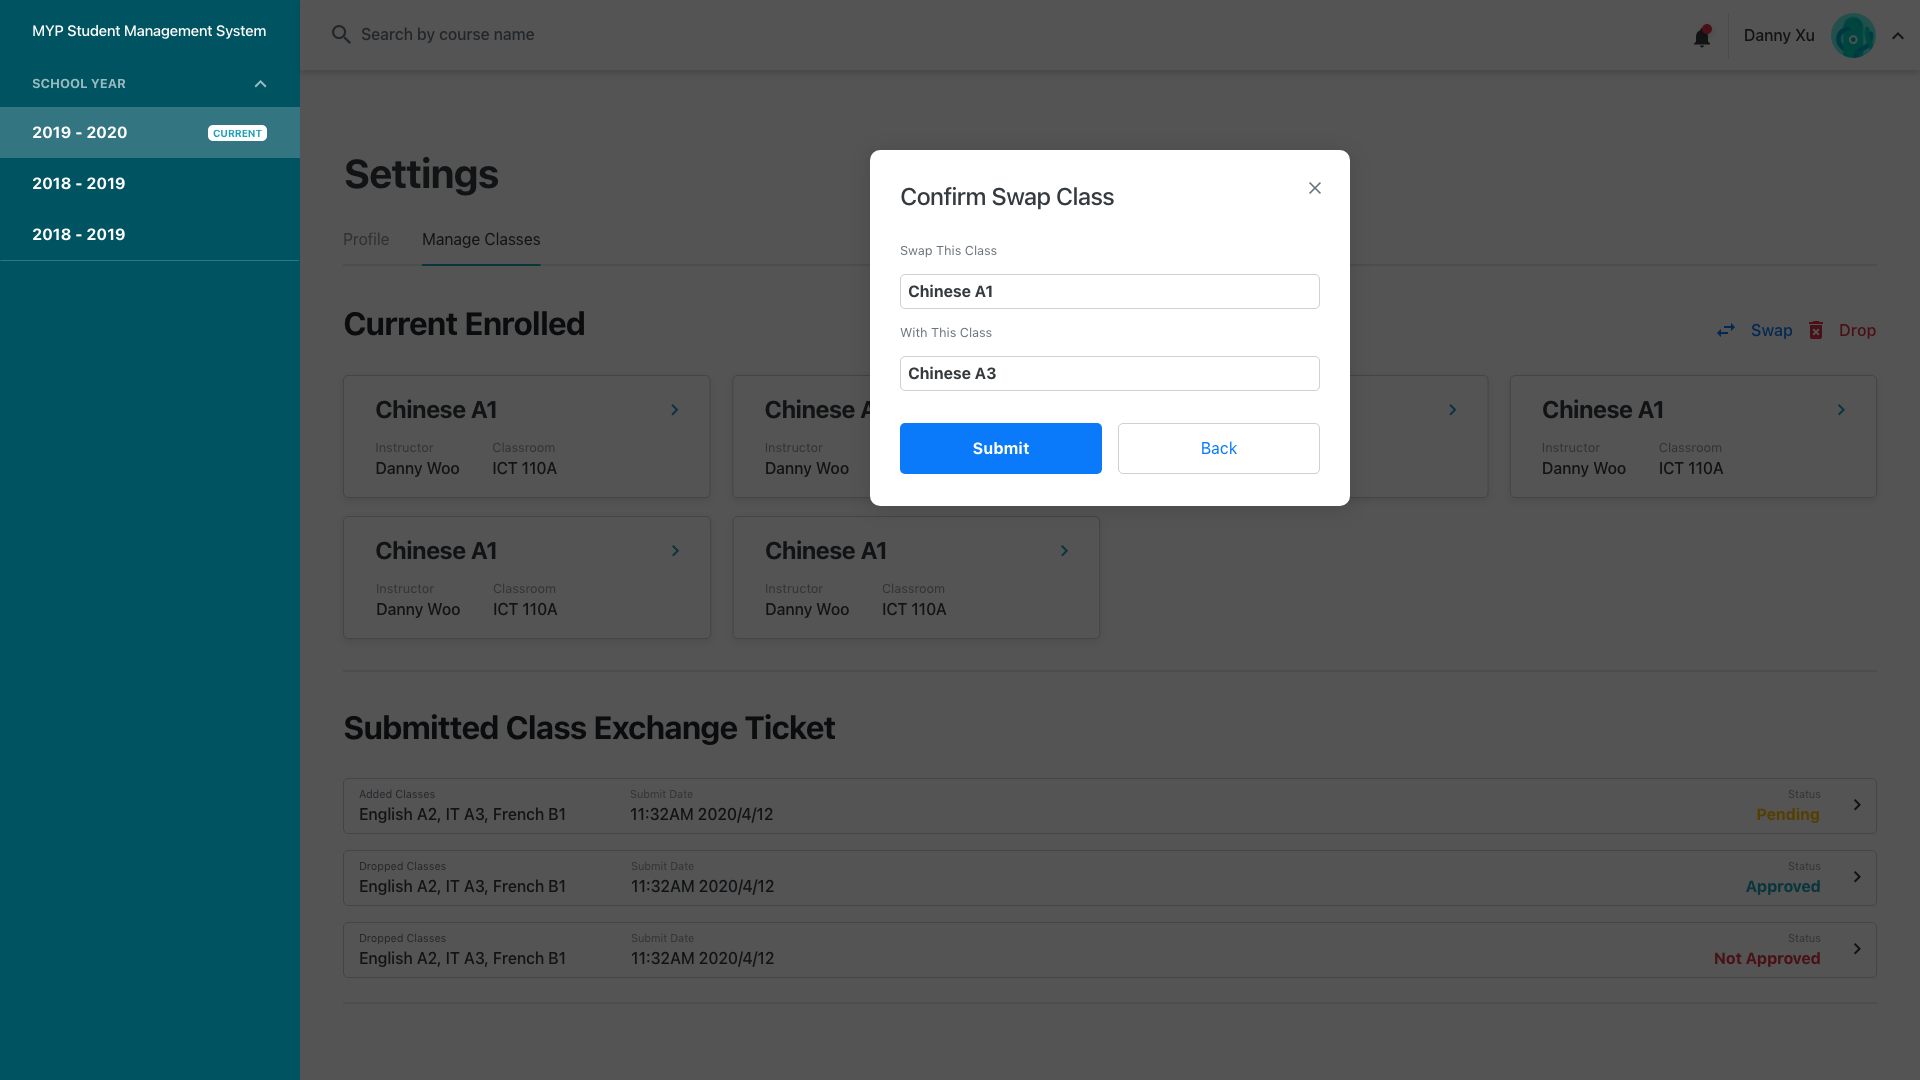 MYP Student Management System
SCHOOL YEAR
2019 - 2020
CURRENT
2018 - 2019
2018 - 2019
Search by course name
Danny Xu
Settings
Profile
Manage Classes
Current Enrolled
Swap
Drop
Chinese A1
Instructor
Classroom
Danny Woo
ICT 110A
Chinese
Instructor
Danny Woo
Chinese A1
Instructor
Classroom
Danny Woo
ICT 110A
Chinese A1
Instructor
Classroom
Danny Woo
ICT 110A
Chinese A1
Instructor
Classroom
Danny Woo
ICT 110A
Confirm Swap Class
Swap This Class
Chinese A1
With This Class
Chinese A3
Submit
Back
Submitted Class Exchange Ticket
Added Classes
English A2, IT A3, French B1
Submit Date
11:32AM 2020/4/12
Status
Pending
Dropped Classes
English A2, IT A3, French B1
Submit Date
11:32AM 2020/4/12
Status
Approved
Dropped Classes
English A2, IT A3, French B1
Submit Date
11:32AM 2020/4/12
Status
Not Approved